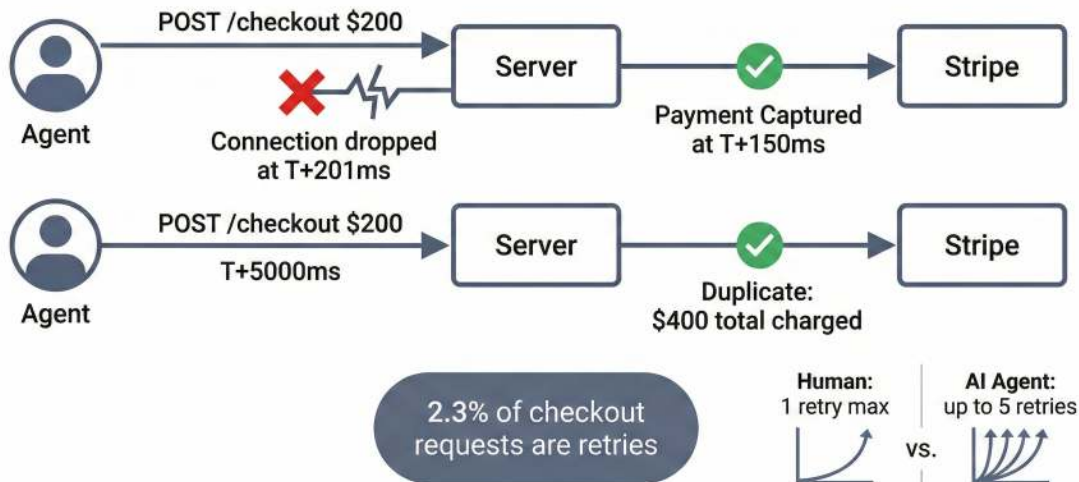 POST /checkout $200
Server
Stripe
Agent
Connection dropped
at T+201ms
Payment Captured
at T+150ms
POST /checkout $200
T+5000ms
Server
Stripe
Agent
Duplicate:
$400 total charged
2.3% of checkout
requests are retries
Human:
1 retry max
vs.
AI Agent:
up to 5 retries